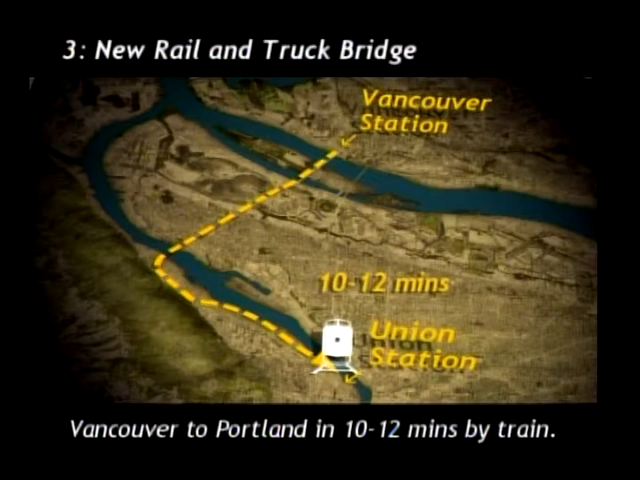 3: New Rail and Truck Bridge
Vancouver
Station
10-12 mins
Union
Station
Vancouver to Portland in 10-12 mins by train.